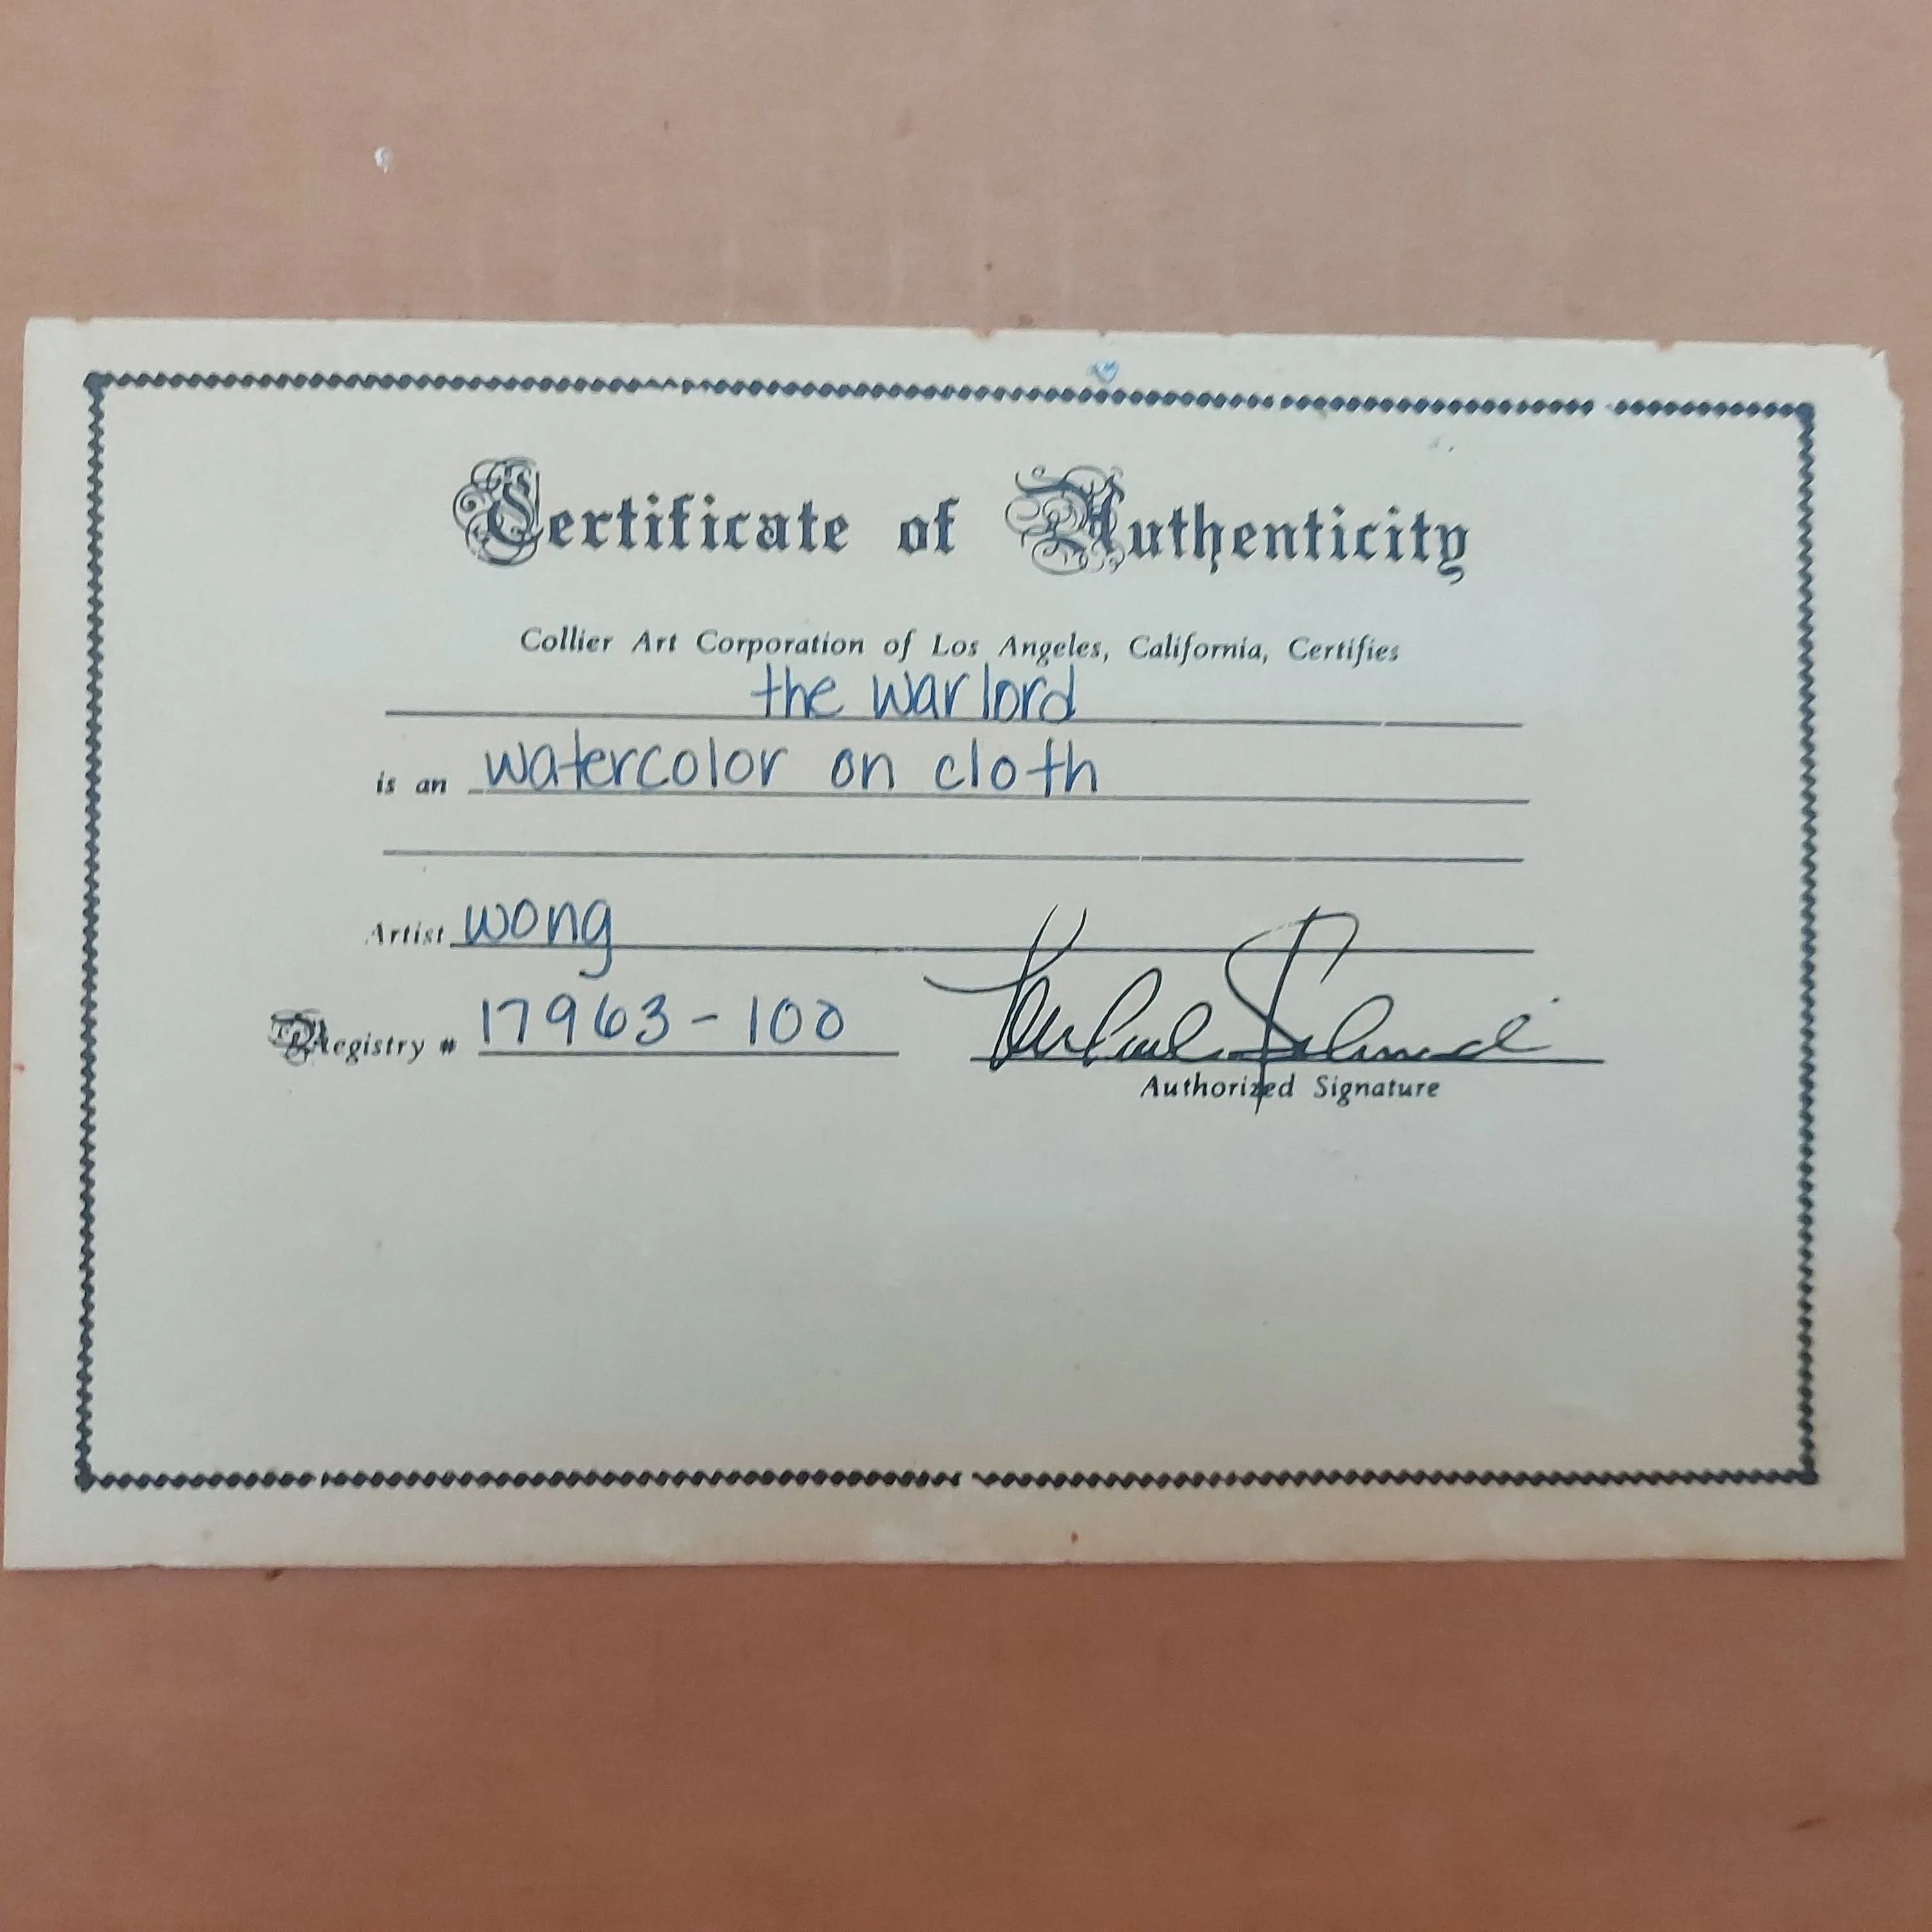 Certificate of Authenticity
Collier Art Corporation of Los Angeles, California, Certifies
the warlord
is an watercolor on cloth
Artist wong
Registry # 17963-100
Authorized Signature